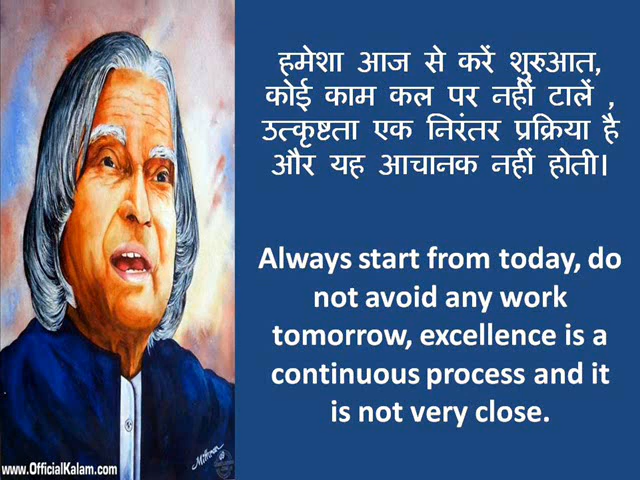 हमेशा आज से करें शुरुआत,
कोई काम कल पर नहीं टालें ,
उत्कृष्टता एक निरंतर प्रक्रिया है
और यह आचानक नहीं होती।
Always start from today, do
not avoid any work
tomorrow, excellence is a
continuous process and it
is not very close.
www.OfficialKalam.com